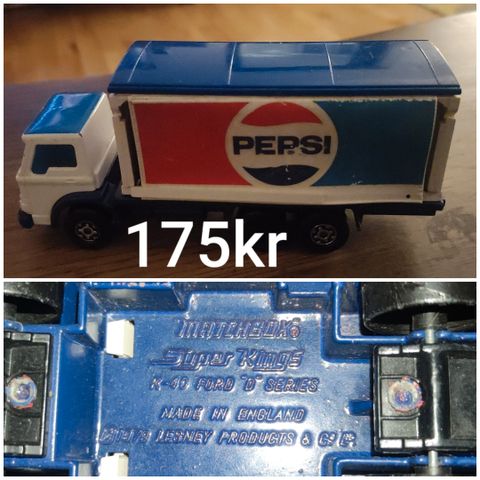 PEPSI
175kr
MATCHBOX
Super Kings
K-40 FORD "D" SERIES
MADE IN ENGLAND
LESNEY PRODUCTS & Co Ltd